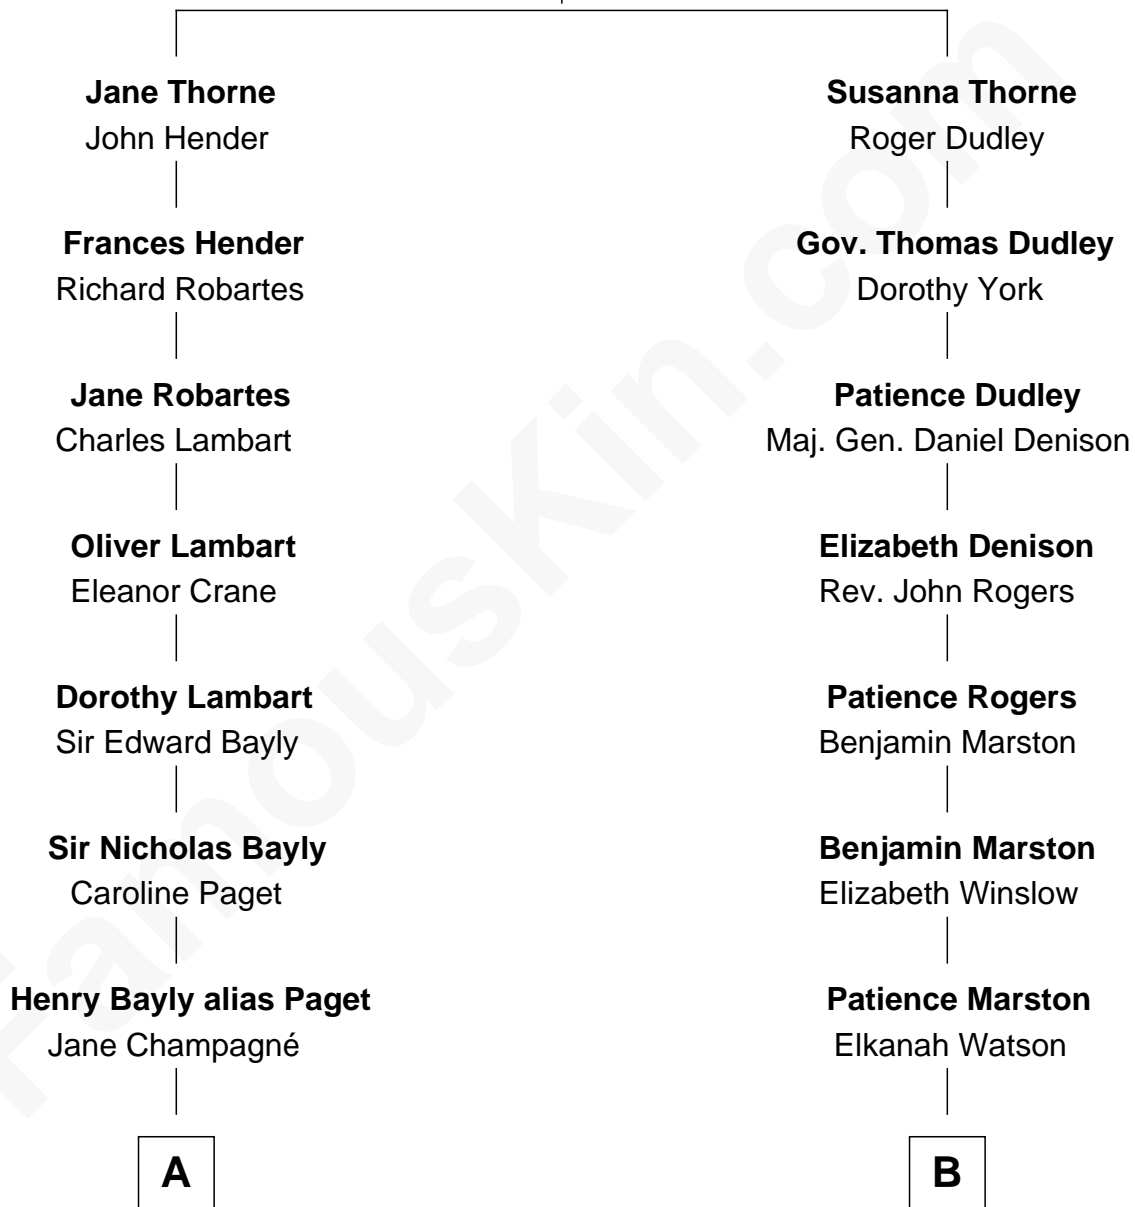 Jane Thorne
John Hender
Frances Hender
Richard Robartes
Jane Robartes
Charles Lambart
Oliver Lambart
Eleanor Crane
Dorothy Lambart
Sir Edward Bayly
Sir Nicholas Bayly
Caroline Paget
Henry Bayly alias Paget
Jane Champagné
A
Susanna Thorne
Roger Dudley
Gov. Thomas Dudley
Dorothy York
Patience Dudley
Maj. Gen. Daniel Denison
Elizabeth Denison
Rev. John Rogers
Patience Rogers
Benjamin Marston
Benjamin Marston
Elizabeth Winslow
Patience Marston
Elkanah Watson
B
FamousKin.com